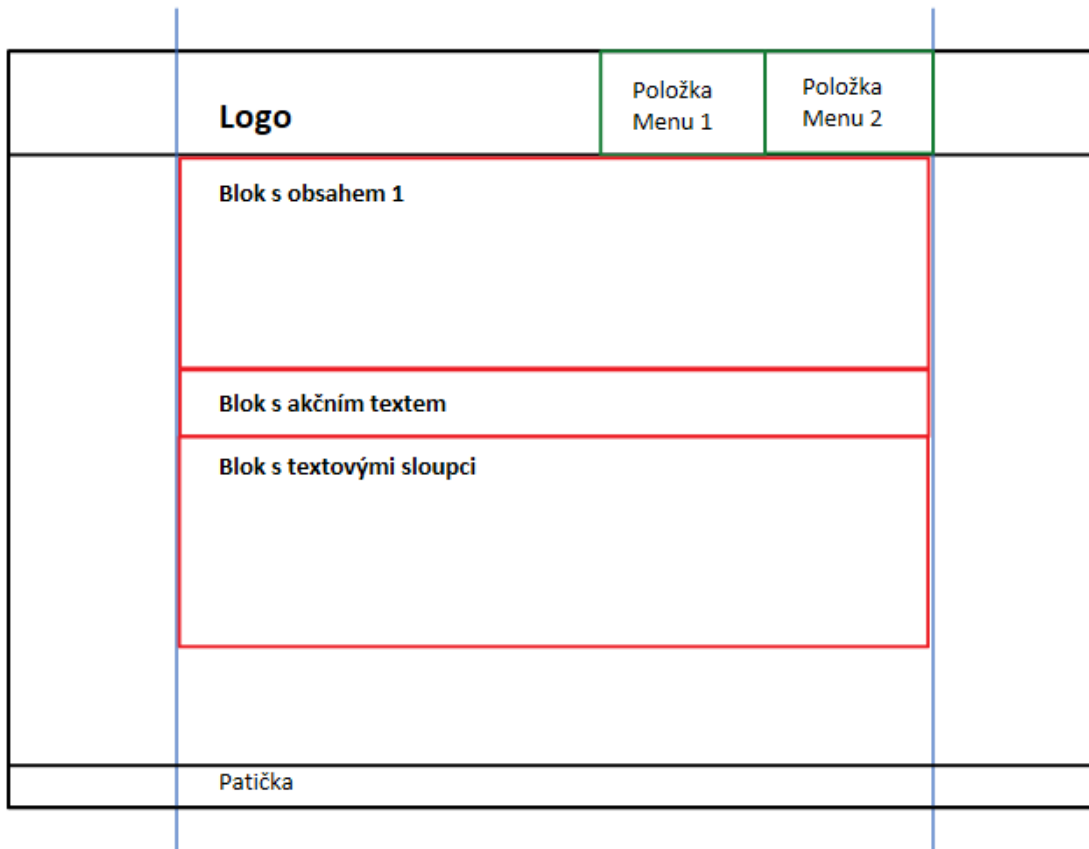 Logo
Položka
Menu 1
Položka
Menu 2
Blok s obsahem 1
Blok s akčním textem
Blok s textovými sloupci
Patička